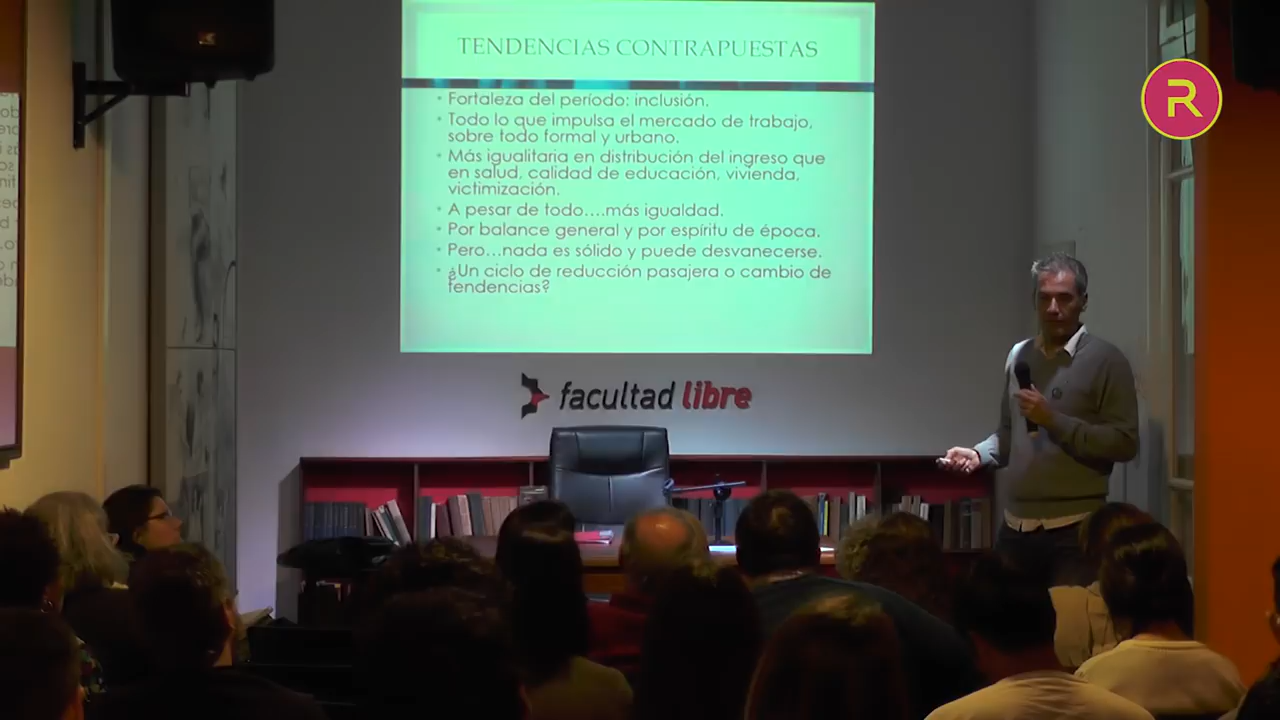 TENDENCIAS CONTRAPUESTAS
• Fortaleza del período: inclusión.
• Todo lo que impulsa el mercado de trabajo,
sobre todo formal y urbano.
• Más igualitaria en distribución del ingreso que
en salud, calidad de educación, vivienda,
victimización.
• A pesar de todo....más igualdad.
• Por balance general y por espíritu de época.
• Pero...nada es sólido y puede desvanecerse.
• ¿Un ciclo de reducción pasajera o cambio de
tendencias?
facultad libre
R